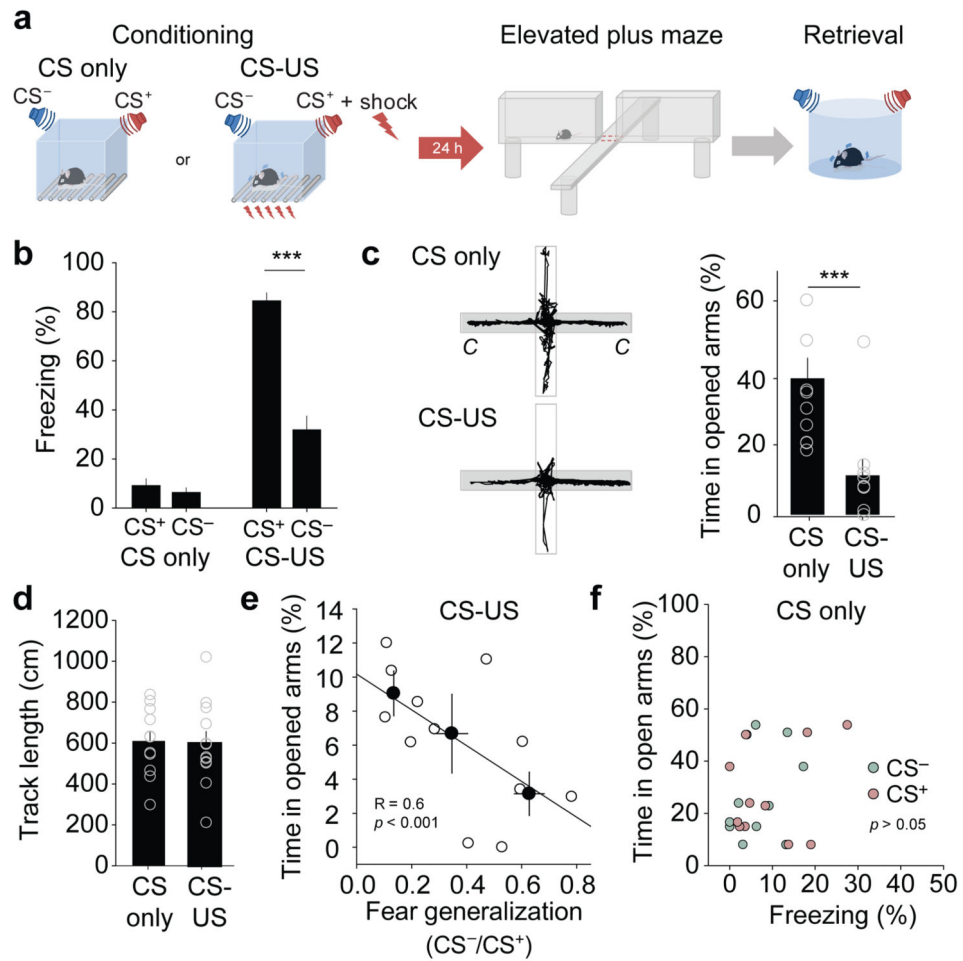 a
Conditioning
Elevated plus maze
Retrieval
CS only
CS-US
CS⁻
CS⁺
CS⁻
CS⁺ + shock
or
24 h
b
Freezing (%)
100
80
60
40
20
0
***
CS⁺ CS⁻
CS only
CS⁺ CS⁻
CS-US
c
CS only
C
C
CS-US
Time in opened arms (%)
60
40
20
0
***
CS
only
CS-
US
d
Track length (cm)
1200
1000
800
600
400
200
0
CS
only
CS-
US
e
CS-US
Time in opened arms (%)
14
12
10
8
6
4
2
0
R = 0.6
p < 0.001
0.0 0.2 0.4 0.6 0.8
Fear generalization
(CS⁻/CS⁺)
f
CS only
Time in open arms (%)
100
80
60
40
20
0
CS⁻
CS⁺
p > 0.05
0 10 20 30 40 50
Freezing (%)